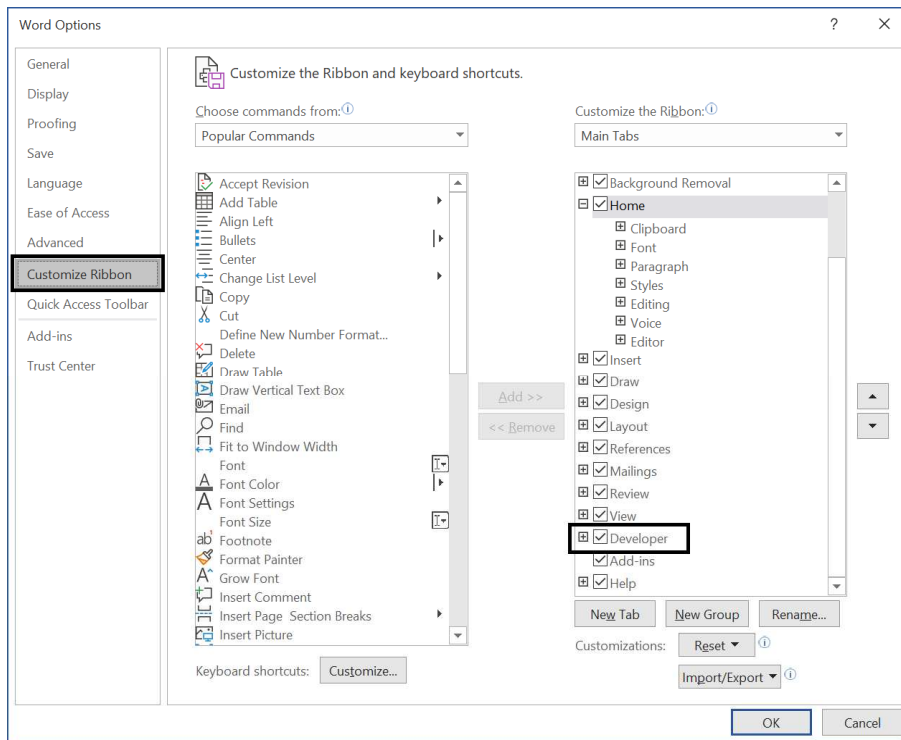 Word Options
?
General
Display
Proofing
Save
Language
Ease of Access
Advanced
Customize Ribbon
Quick Access Toolbar
Add-ins
Trust Center
Customize the Ribbon and keyboard shortcuts.
Choose commands from:
Popular Commands
Accept Revision
Add Table
Align Left
Bullets
Center
Change List Level
Copy
Cut
Define New Number Format...
Delete
Draw Table
Draw Vertical Text Box
Email
Find
Fit to Window Width
Font
Font Color
Font Settings
Font Size
Footnote
Format Painter
Grow Font
Insert Comment
Insert Page  Section Breaks
Insert Picture
Keyboard shortcuts: Customize...
Add >>
<< Remove
Customize the Ribbon:
Main Tabs
Background Removal
Home
Clipboard
Font
Paragraph
Styles
Editing
Voice
Editor
Insert
Draw
Design
Layout
References
Mailings
Review
View
Developer
Add-ins
Help
New Tab New Group Rename...
Customizations: Reset
Import/Export
OK Cancel